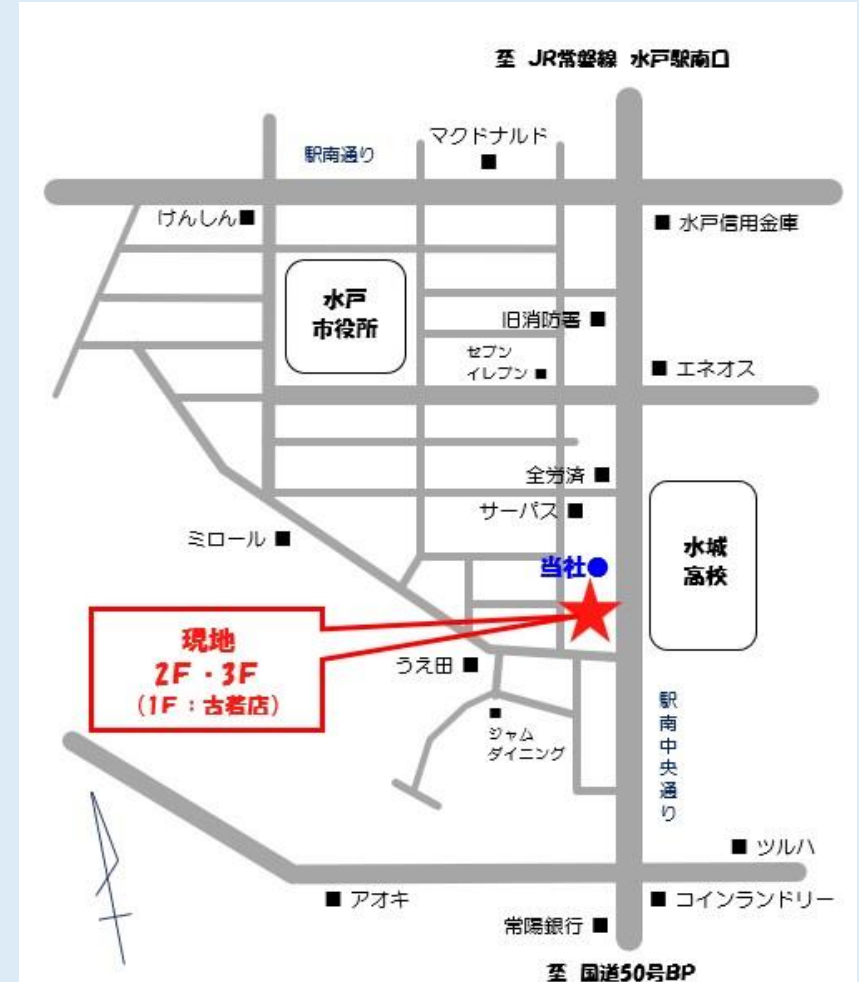 至 JR常磐線 水戸駅南口
マクドナルド
駅南通り
けんしん
水戸信用金庫
水戸
市役所
旧消防署
セブン
イレブン
エネオス
全労済
サーパス
ミロール
水城
高校
当社
現地
2F・3F
(1F：古着店)
うえ田
ジャム
ダイニング
駅南中央通り
ツルハ
アオキ
コインランドリー
常陽銀行
至 国道50号BP